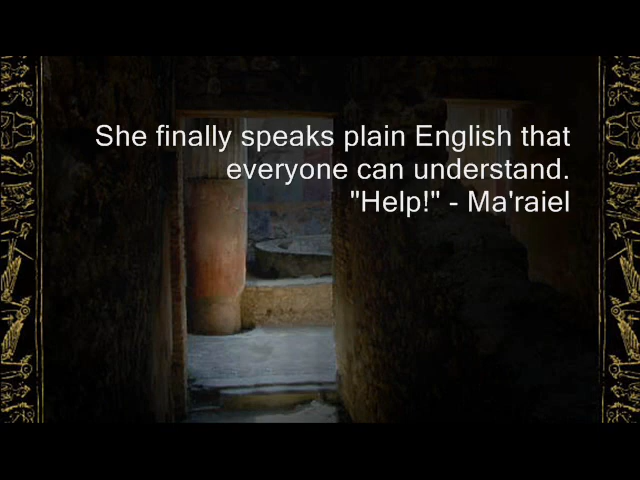 She finally speaks plain English that
everyone can understand.
"Help!" - Ma'raiel